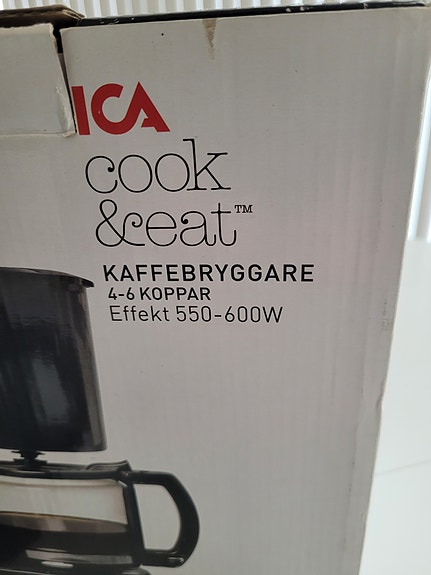 ICA
cook
&eat™
KAFFEBRYGGARE
4-6 KOPPAR
Effekt 550-600W